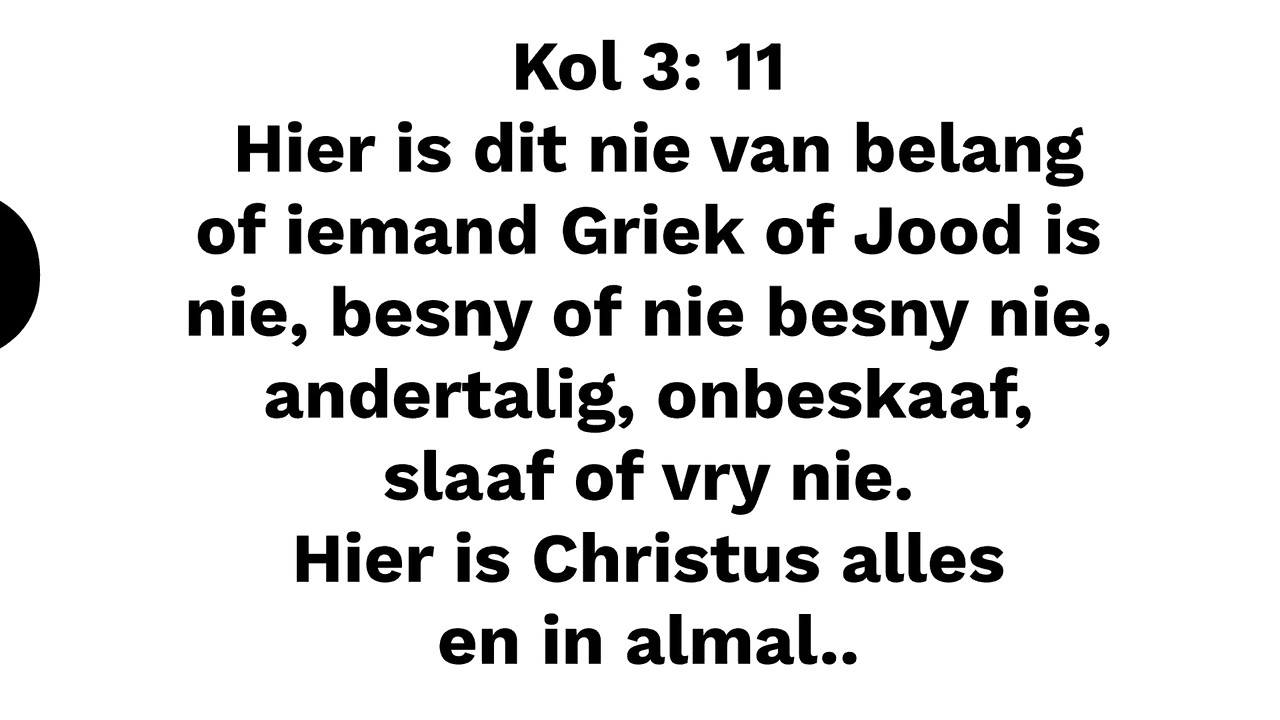 Kol 3: 11
Hier is dit nie van belang
of iemand Griek of Jood is
nie, besny of nie besny nie,
andertalig, onbeskaaf,
slaaf of vry nie.
Hier is Christus alles
en in almal..